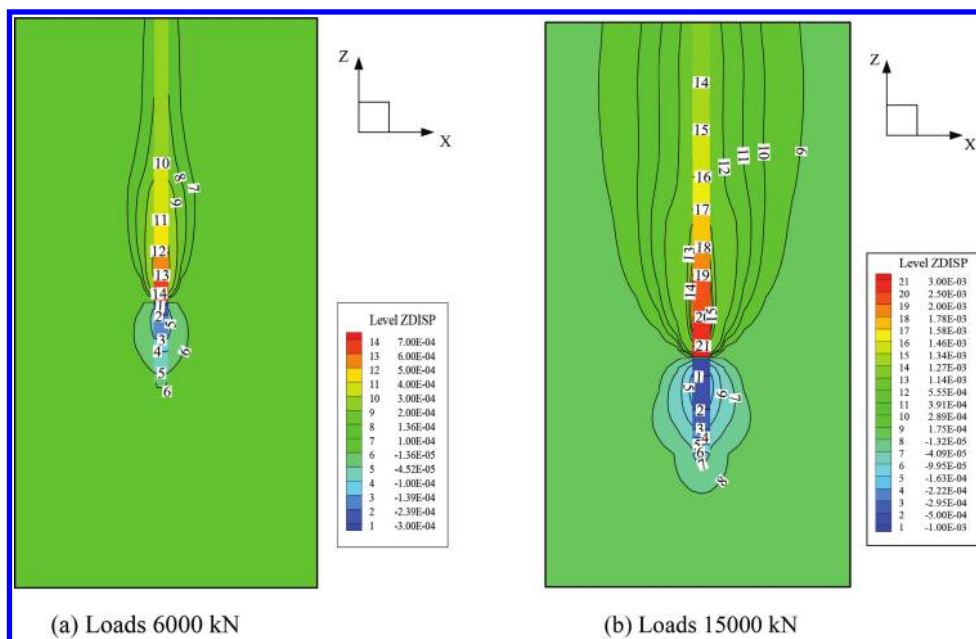 Z
X
10
8
7
9
11
12
13
14
1
2
5
3
4
6
5
6
Level ZDISP
14 7.00E-04
13 6.00E-04
12 5.00E-04
11 4.00E-04
10 3.00E-04
9 2.00E-04
8 1.36E-04
7 1.00E-04
6 -1.36E-05
5 -4.52E-05
4 -1.00E-04
3 -1.39E-04
2 -2.39E-04
1 -3.00E-04
(a) Loads 6000 kN
Z
X
14
15
16
12
11
10
9
17
18
13
19
14
20
15
21
1
5
6
7
2
3
4
5
6
7
8
Level ZDISP
21 3.00E-03
20 2.50E-03
19 2.00E-03
18 1.78E-03
17 1.58E-03
16 1.46E-03
15 1.34E-03
14 1.27E-03
13 1.14E-03
12 5.55E-04
11 3.91E-04
10 2.89E-04
9 1.75E-04
8 -1.32E-05
7 -4.09E-05
6 -9.95E-05
5 -1.63E-04
4 -2.22E-04
3 -2.95E-04
2 -5.00E-04
1 -1.00E-03
(b) Loads 15000 kN